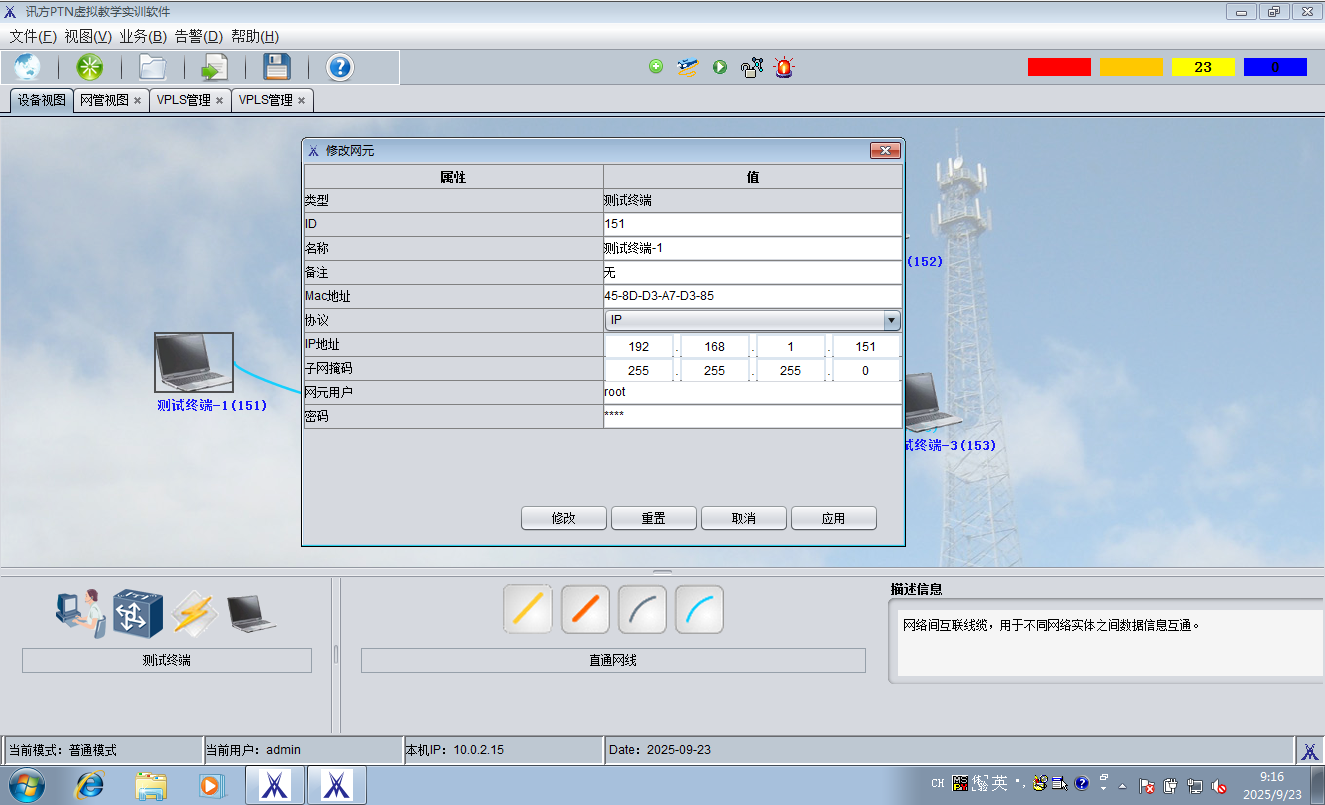 讯方PTN虚拟教学实训软件
文件(F) 视图(V) 业务(B) 告警(D) 帮助(H)
23
0
设备视图 网管视图 VPLS管理 VPLS管理
修改网元
属性 值
类型 测试终端
ID 151
名称 测试终端-1
备注 无
Mac地址 45-8D-D3-A7-D3-85
协议 IP
IP地址 192 . 168 . 1 . 151
子网掩码 255 . 255 . 255 . 0
网元用户 root
密码 ****
修改 重置 取消 应用
(152)
测试终端-1(151)
试终端-3(153)
测试终端
直通网线
描述信息
网络间互联线缆，用于不同网络实体之间数据信息互通。
当前模式：普通模式 当前用户：admin 本机IP：10.0.2.15 Date：2025-09-23
CH
英
9:16
2025/9/23